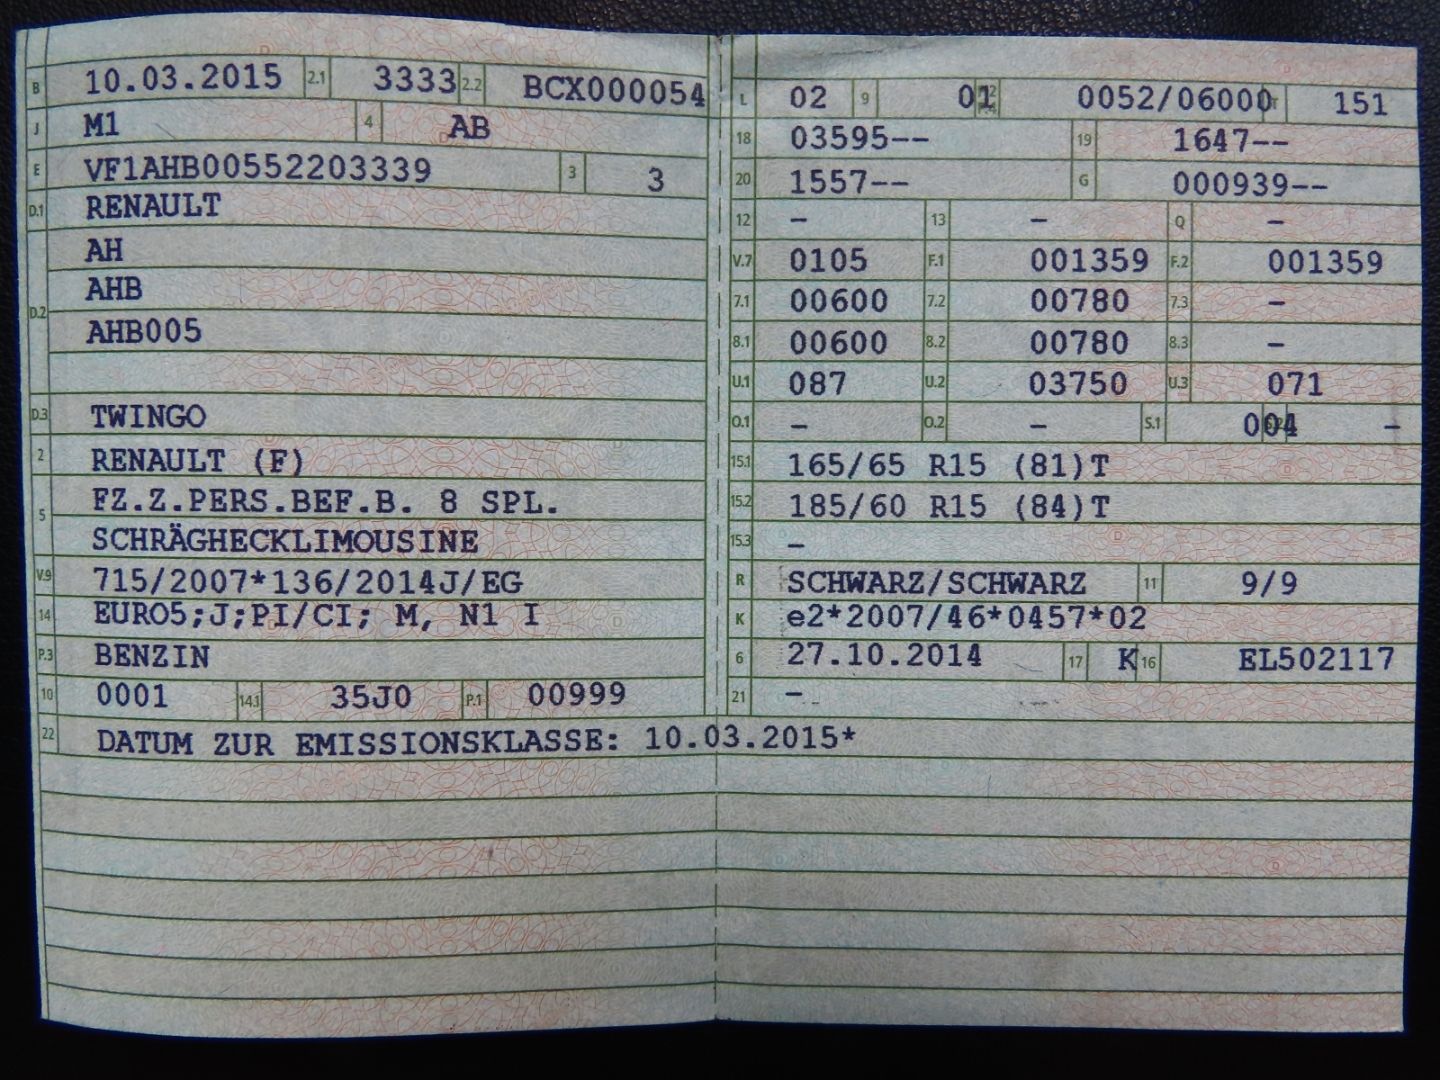 B 10.03.2015 2.1 3333 2.2 BCX000054
J M1 4 AB
E VF1AHB00552203339 3 3
D.1 RENAULT
AH
D.2 AHB
AHB005
D.3 TWINGO
2 RENAULT (F)
5 FZ.Z.PERS.BEF.B. 8 SPL.
SCHRÄGHECKLIMOUSINE
V.9 715/2007*136/2014J/EG
14 EURO5;J;PI/CI; M, N1 I
P.3 BENZIN
10 0001 14.1 35J0 P.1 00999
L 02 9 01 0052/06000 T 151
18 03595-- 19 1647--
20 1557-- G 000939--
12 - 13 - Q -
V.7 0105 F.1 001359 F.2 001359
7.1 00600 7.2 00780 7.3 -
8.1 00600 8.2 00780 8.3 -
U.1 087 U.2 03750 U.3 071
O.1 - O.2 - S.1 004 -
15.1 165/65 R15 (81)T
15.2 185/60 R15 (84)T
15.3 -
R SCHWARZ/SCHWARZ 11 9/9
K e2*2007/46*0457*02
6 27.10.2014 17 K 16 EL502117
21 -
22 DATUM ZUR EMISSIONSKLASSE: 10.03.2015*